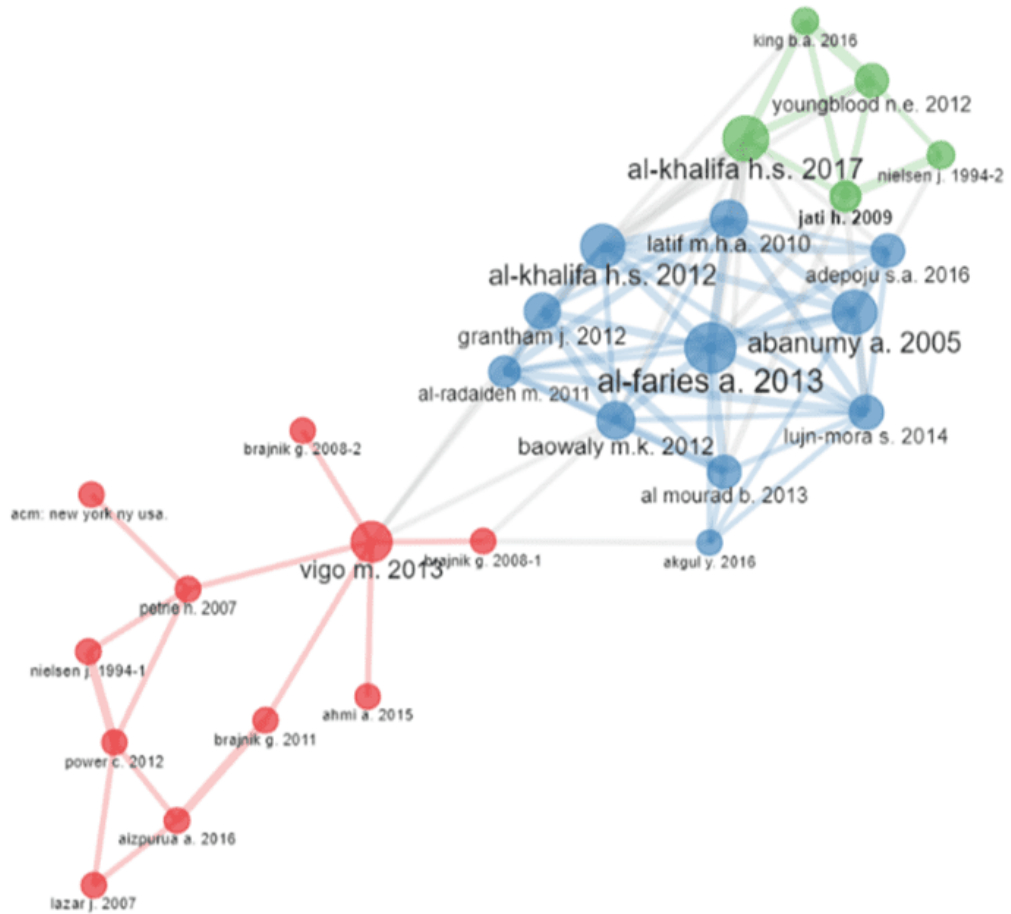 king b.a. 2016
youngblood n.e. 2012
al-khalifa h.s. 2017
nielsen j. 1994-2
jati h. 2009
latif m.h.a. 2010
al-khalifa h.s. 2012
adepoju s.a. 2016
grantham j. 2012
abanumy a. 2005
al-faries a. 2013
al-radaideh m. 2011
lujn-mora s. 2014
baowaly m.k. 2012
brajnik g. 2008-2
al mourad b. 2013
acm: new york ny usa.
brajnik g. 2008-1
akgul y. 2016
vigo m. 2013
petrie h. 2007
nielsen j. 1994-1
ahmi a. 2015
brajnik g. 2011
power c. 2012
aizpurua a. 2016
lazar j. 2007